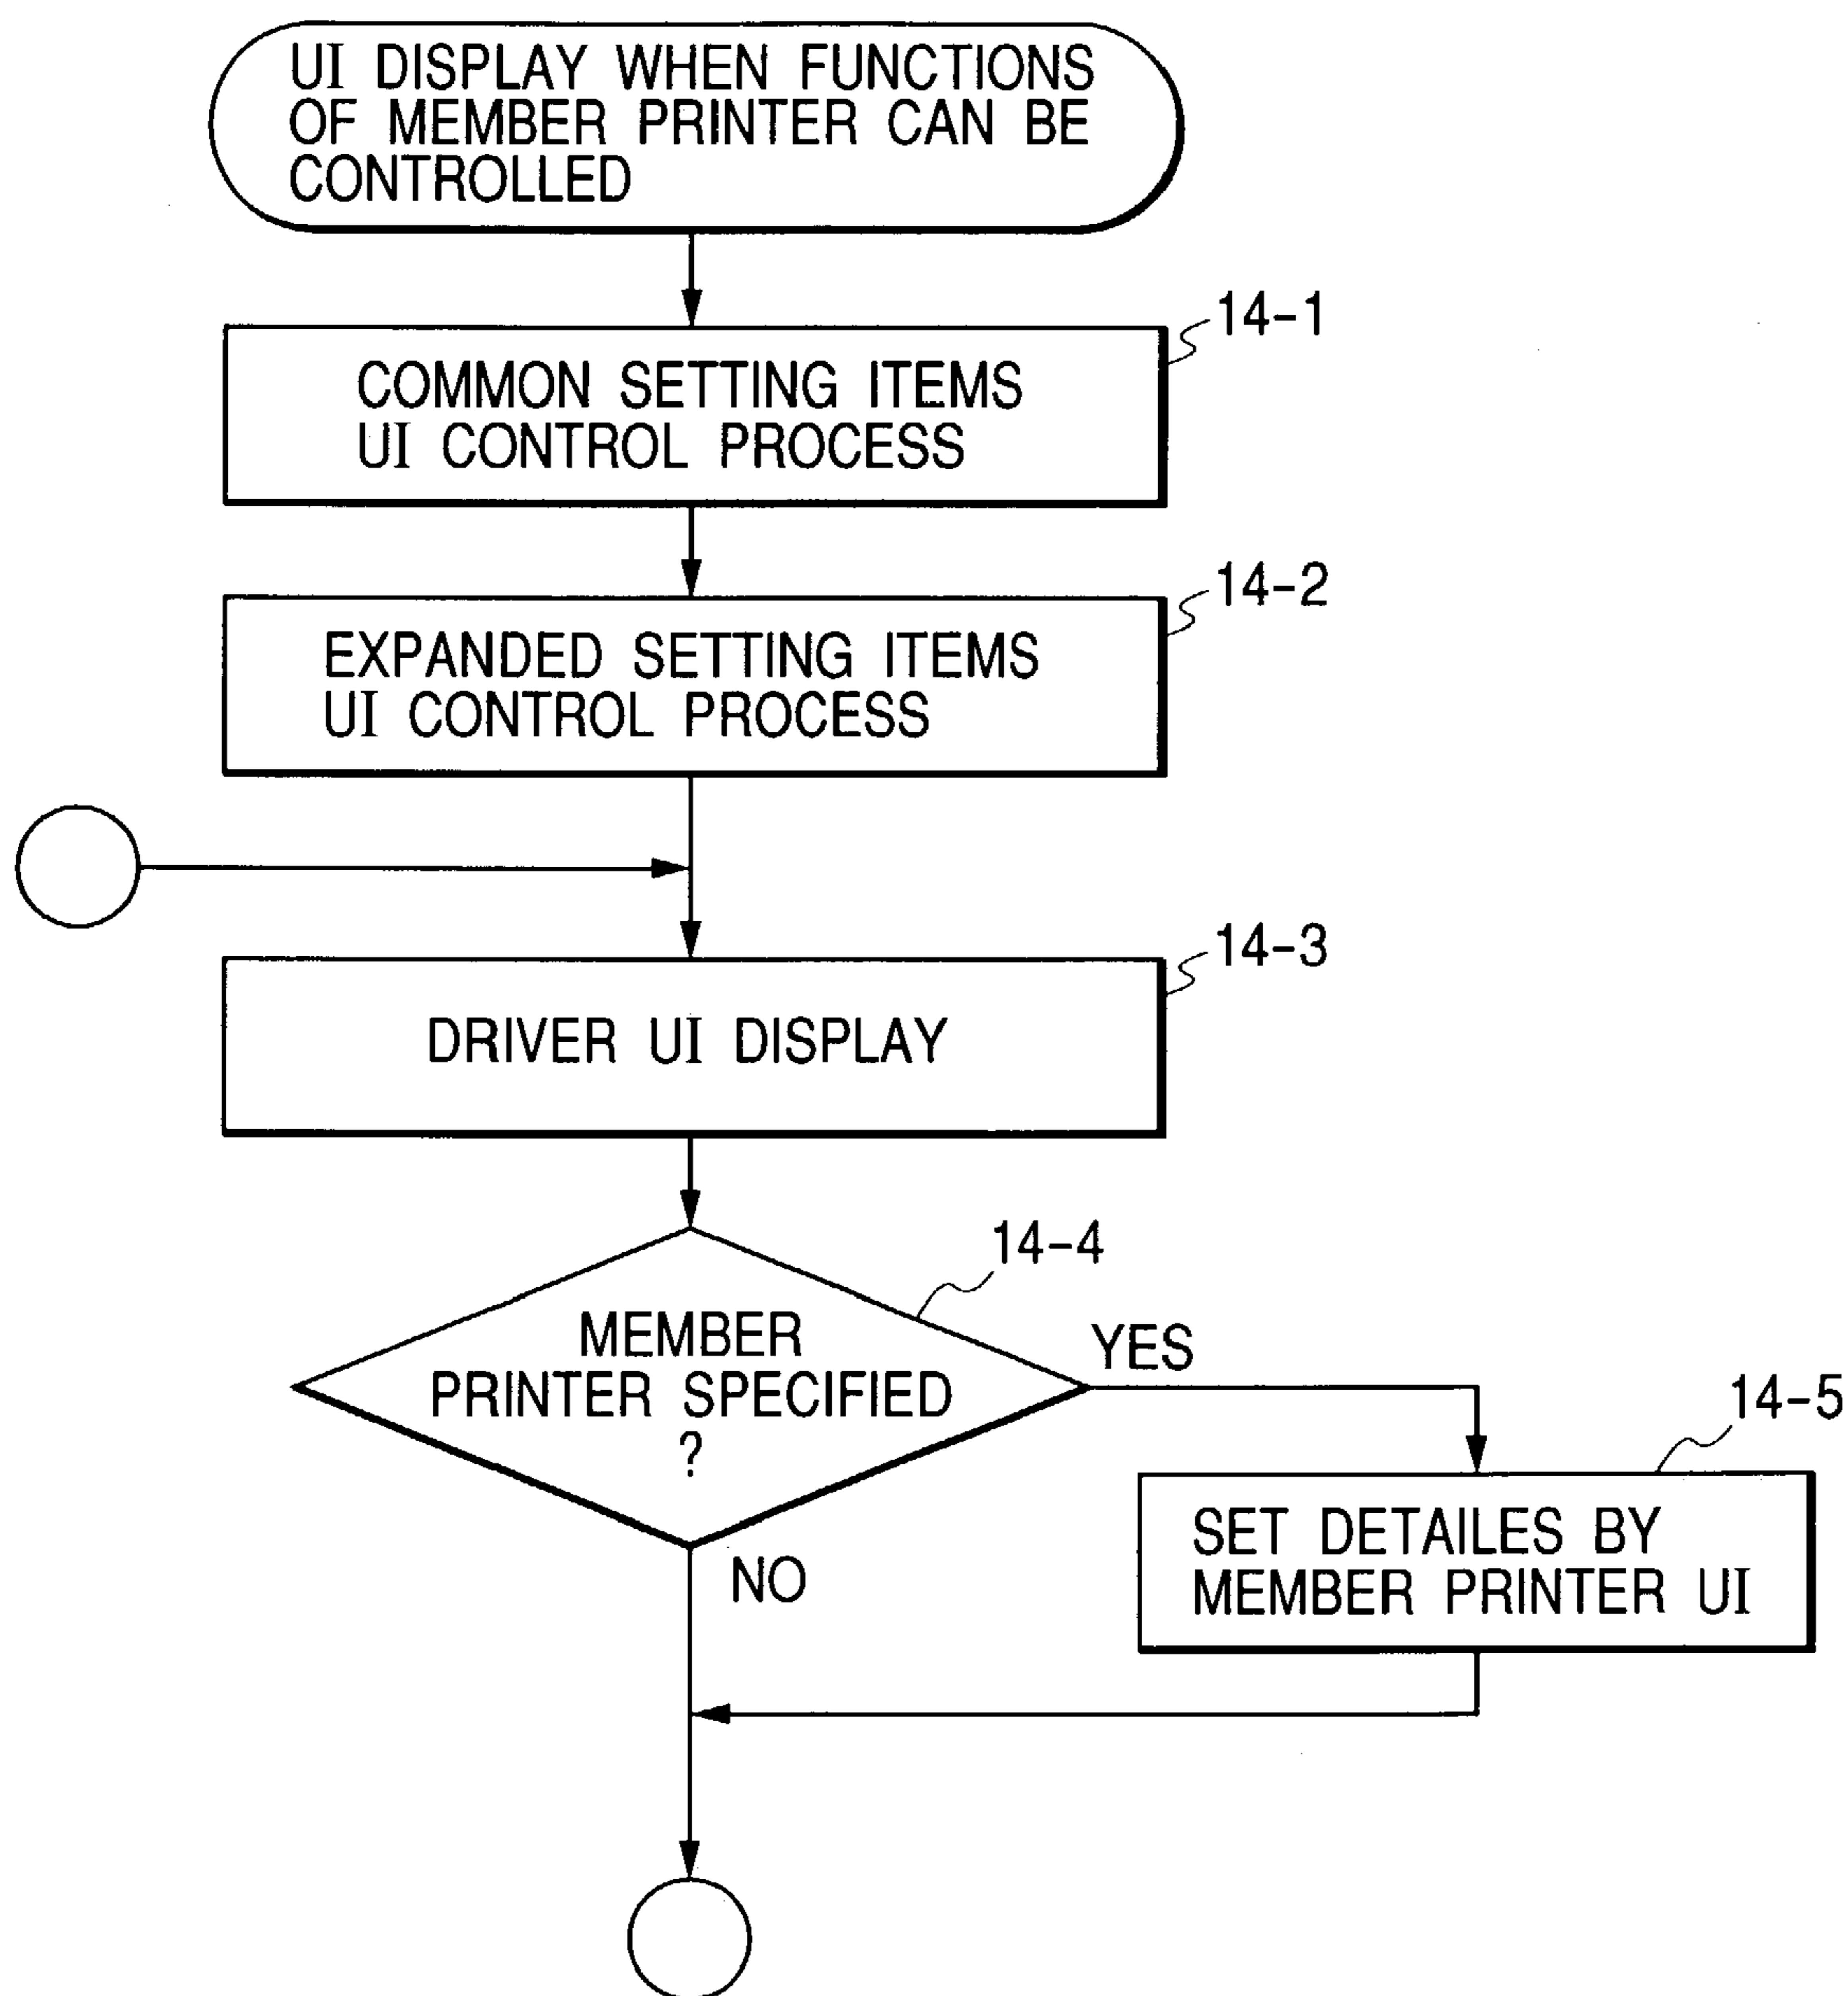 UI DISPLAY WHEN FUNCTIONS
OF MEMBER PRINTER CAN BE
CONTROLLED
14-1
COMMON SETTING ITEMS
UI CONTROL PROCESS
14-2
EXPANDED SETTING ITEMS
UI CONTROL PROCESS
14-3
DRIVER UI DISPLAY
14-4
MEMBER
PRINTER SPECIFIED
?
YES
14-5
SET DETAILES BY
MEMBER PRINTER UI
NO